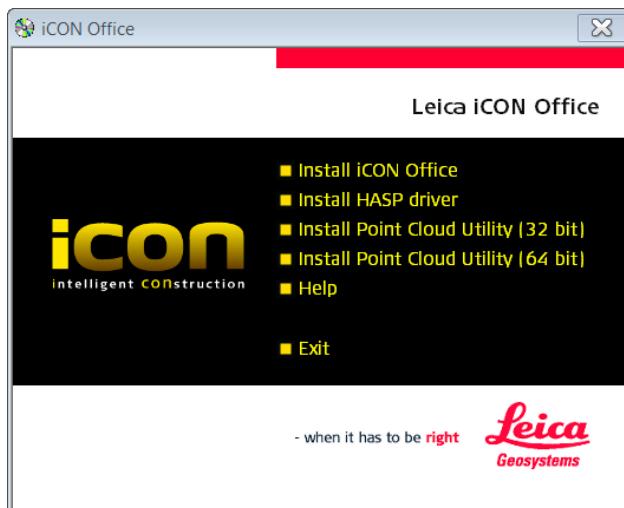 iCON Office
Leica iCON Office
Install iCON Office
Install HASP driver
Install Point Cloud Utility (32 bit)
Install Point Cloud Utility (64 bit)
Help
Exit
icon
intelligent construction
- when it has to be right
Leica
Geosystems